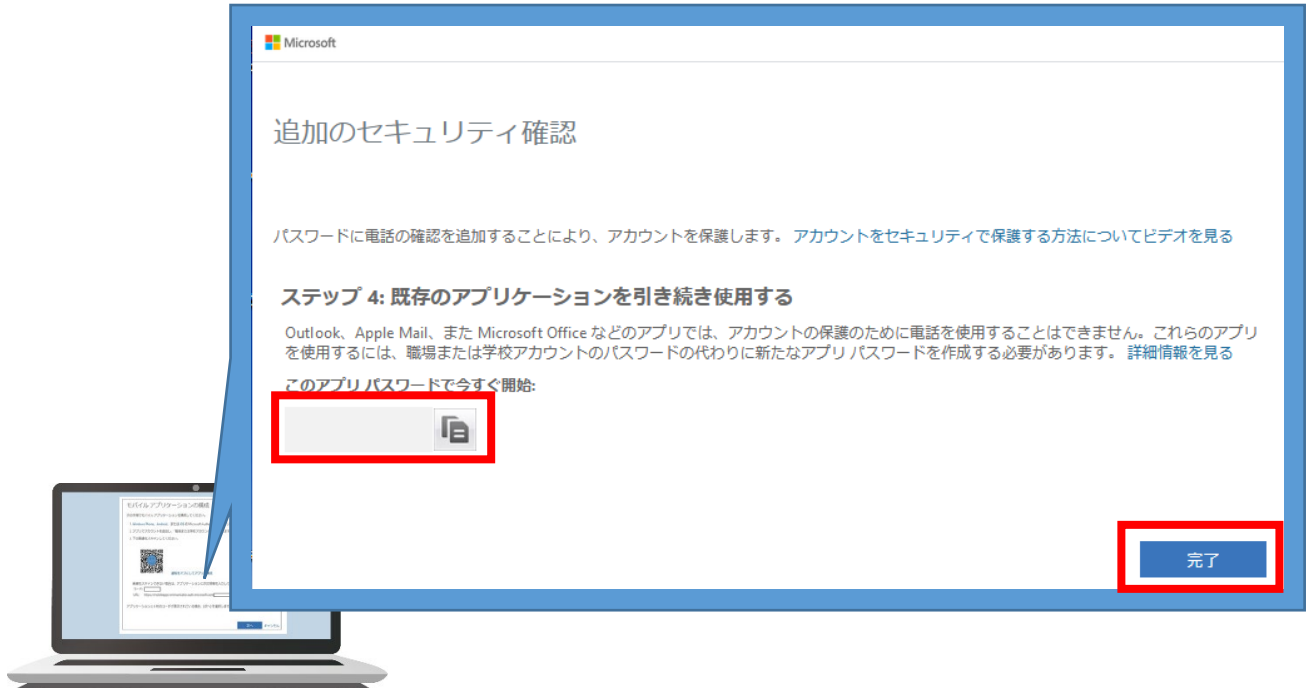 Microsoft
追加のセキュリティ確認
パスワードに電話の確認を追加することにより、アカウントを保護します。 アカウントをセキュリティで保護する方法についてビデオを見る
ステップ 4: 既存のアプリケーションを引き続き使用する
Outlook、Apple Mail、また Microsoft Office などのアプリでは、アカウントの保護のために電話を使用することはできません。これらのアプリ
を使用するには、職場または学校アカウントのパスワードの代わりに新たなアプリ パスワードを作成する必要があります。 詳細情報を見る
このアプリ パスワードで今すぐ開始:
完了
モバイル アプリケーションの構成